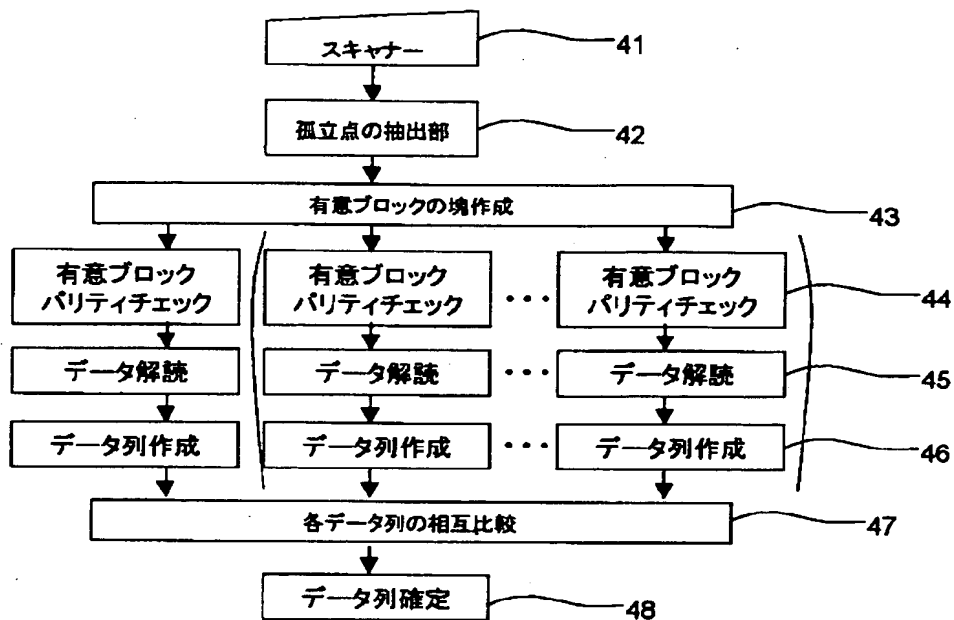 スキャナー
41
孤立点の抽出部
42
有意ブロックの塊作成
43
有意ブロック
パリティチェック
有意ブロック
パリティチェック
・・・
有意ブロック
パリティチェック
44
データ解読
データ解読
・・・
データ解読
45
データ列作成
データ列作成
・・・
データ列作成
46
各データ列の相互比較
47
データ列確定
48